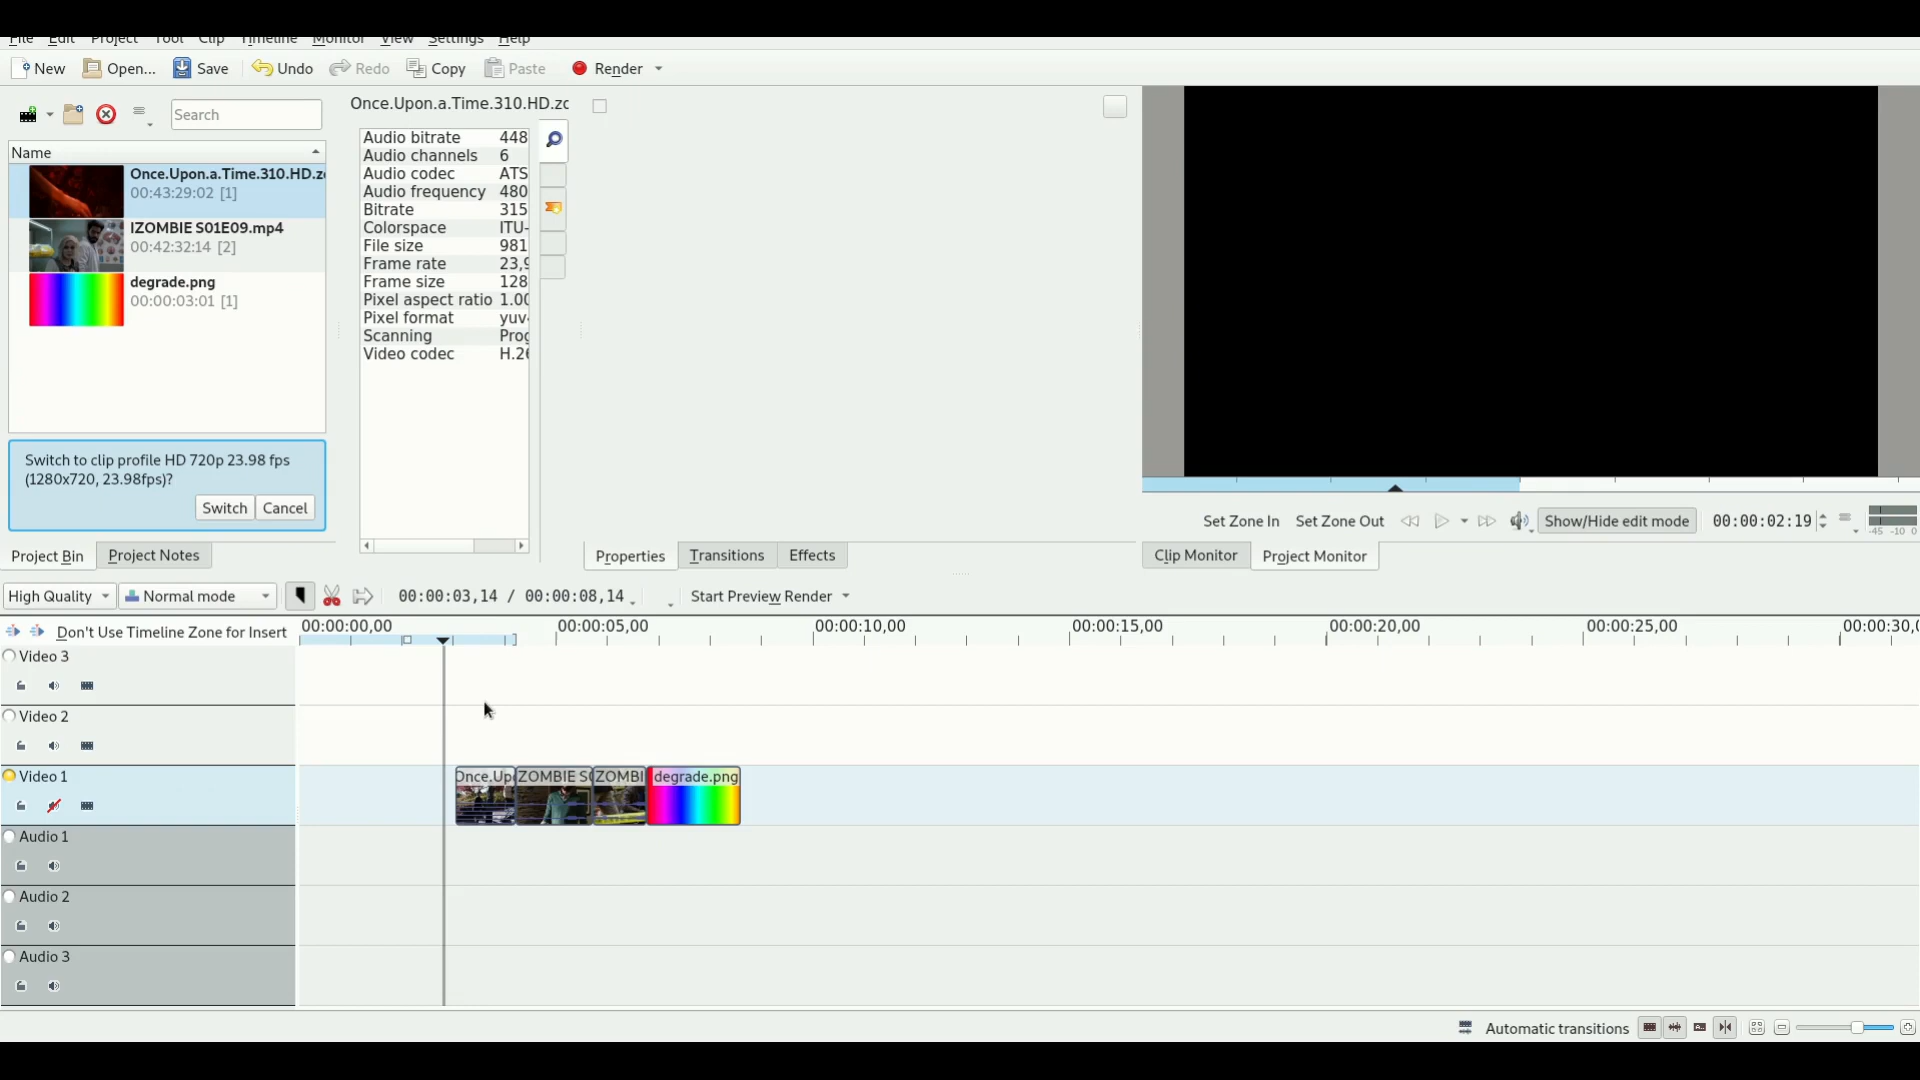 File Edit Project Tool Clip Timeline Monitor View Settings Help
New Open... Save Undo Redo Copy Paste Render
Search
Name
Once.Upon.a.Time.310.HD.z
00:43:29:02 [1]
IZOMBIE S01E09.mp4
00:42:32:14 [2]
degrade.png
00:00:03:01 [1]
Switch to clip profile HD 720p 23.98 fps
(1280x720, 23.98fps)?
Switch Cancel
Project Bin Project Notes
Once.Upon.a.Time.310.HD.zc
Audio bitrate 448
Audio channels 6
Audio codec ATS
Audio frequency 480
Bitrate 315
Colorspace ITU-
File size 981
Frame rate 23,9
Frame size 128
Pixel aspect ratio 1.00
Pixel format yuv
Scanning Prog
Video codec H.26
Properties Transitions Effects
Set Zone In Set Zone Out Show/Hide edit mode 00:00:02:19
-45 -10 0
Clip Monitor Project Monitor
High Quality Normal mode 00:00:03,14 / 00:00:08,14 Start Preview Render
Don't Use Timeline Zone for Insert
00:00:00,00 00:00:05,00 00:00:10,00 00:00:15,00 00:00:20,00 00:00:25,00 00:00:30,
Video 3
Video 2
Video 1
Once.Up ZOMBIE S ZOMBI degrade.png
Audio 1
Audio 2
Audio 3
Automatic transitions